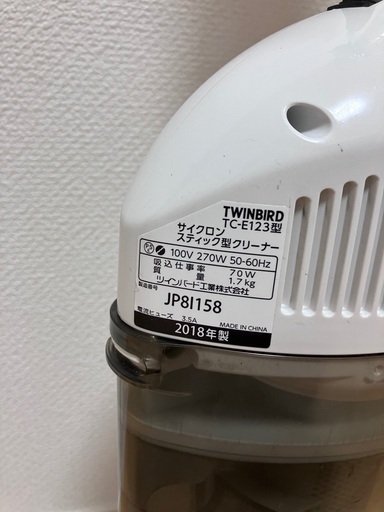 TWINBIRD
TC-E123型
サイクロン
スティック型クリーナー
100V 270W 50-60Hz
吸込仕事率 70W
質量 1.7kg
ツインバード工業株式会社
製造番号
JP8I158
電流ヒューズ 3.5A
MADE IN CHINA
2018年製